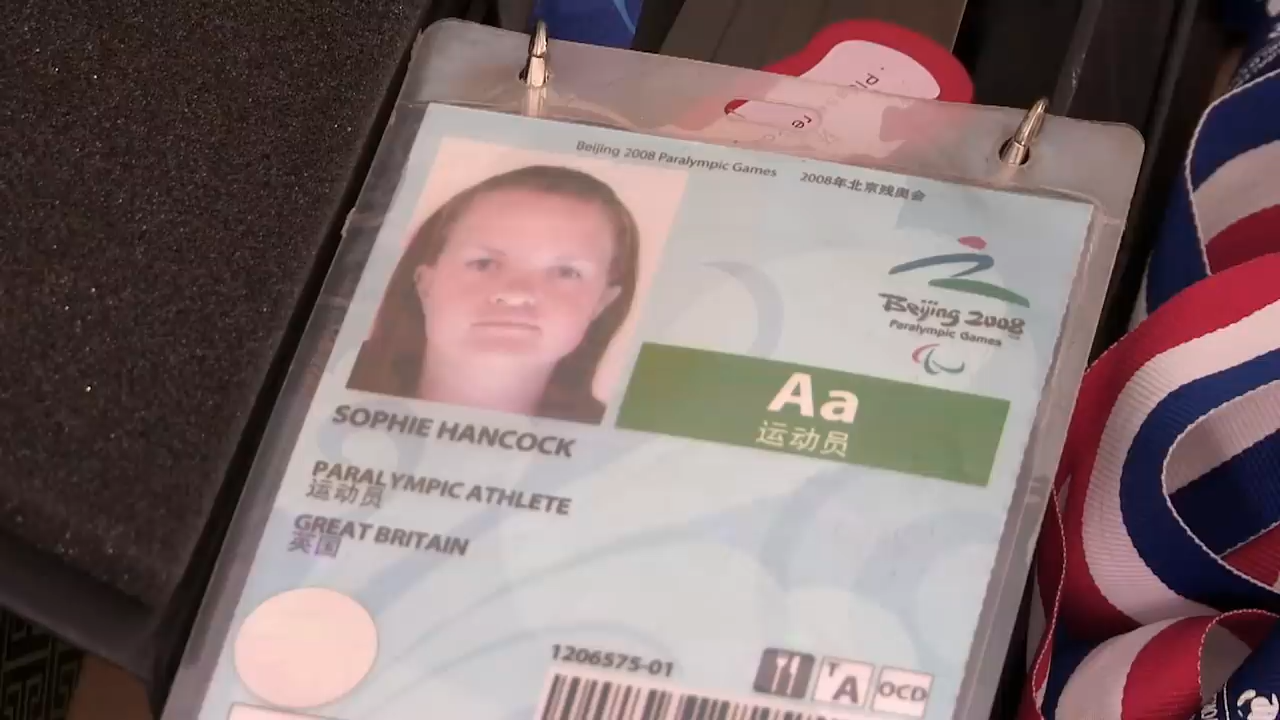 Beijing 2008 Paralympic Games 2008年北京残奥会
Beijing 2008
Paralympic Games
Aa
运动员
SOPHIE HANCOCK
PARALYMPIC ATHLETE
运动员
GREAT BRITAIN
英国
1206575-01
TA
OCD